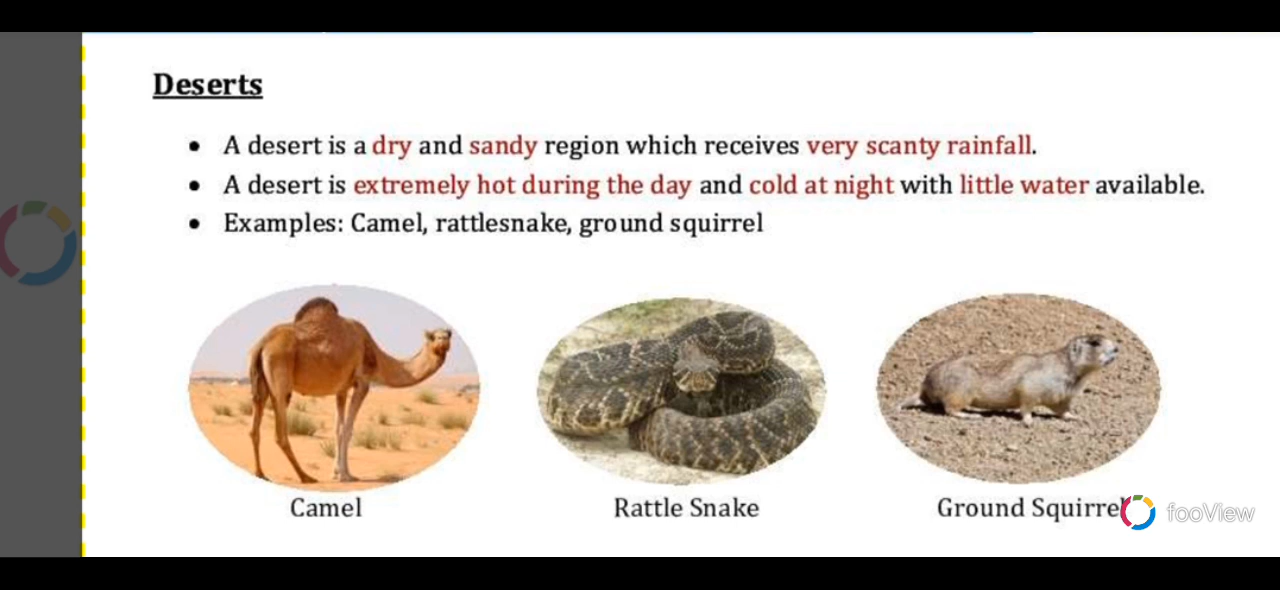 Deserts
• A desert is a dry and sandy region which receives very scanty rainfall.
• A desert is extremely hot during the day and cold at night with little water available.
• Examples: Camel, rattlesnake, ground squirrel
Camel
Rattle Snake
Ground Squirrel
fooView